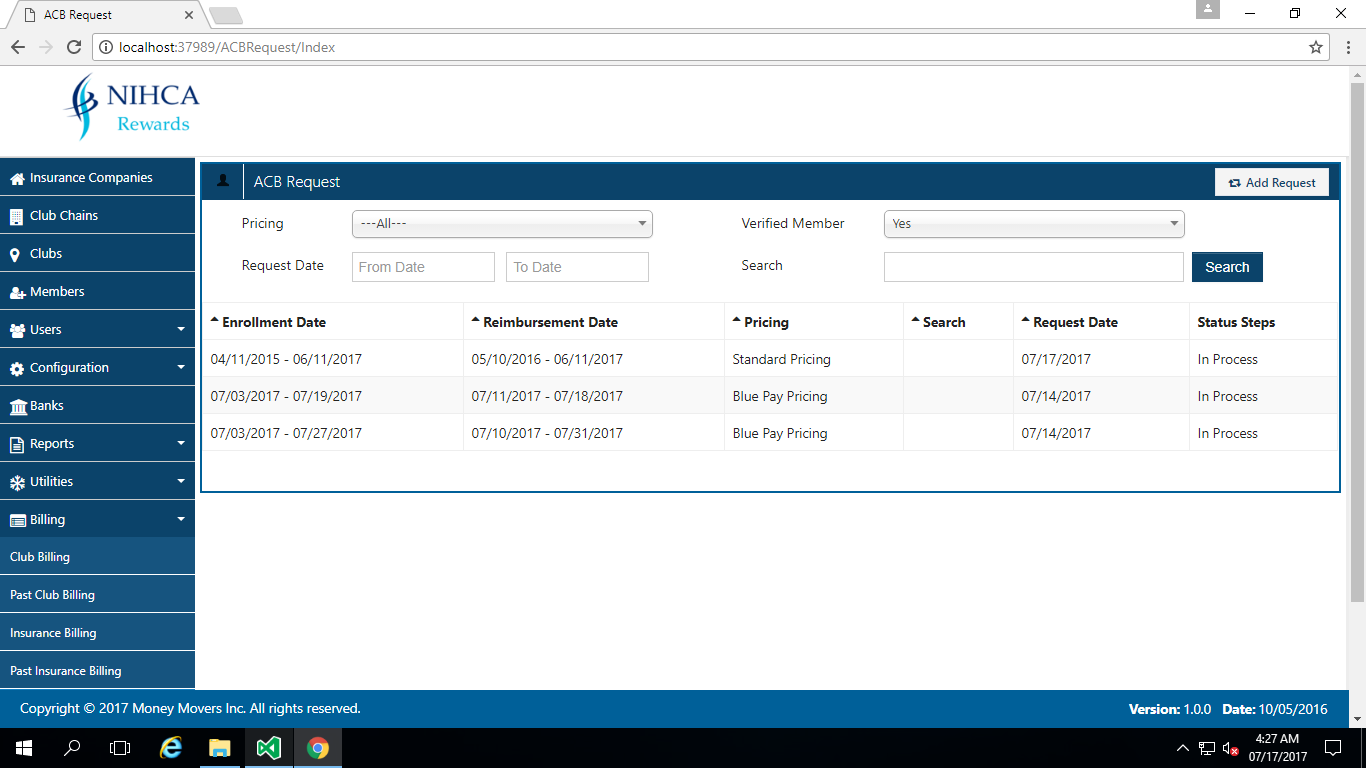 ACB Request
localhost:37989/ACBRequest/Index
NIHCA
Rewards
Insurance Companies
Club Chains
Clubs
Members
Users
Configuration
Banks
Reports
Utilities
Billing
Club Billing
Past Club Billing
Insurance Billing
Past Insurance Billing
ACB Request
Add Request
Pricing ---All--- Verified Member Yes
Request Date From Date To Date Search Search
Enrollment Date Reimbursement Date Pricing Search Request Date Status Steps
04/11/2015 - 06/11/2017 05/10/2016 - 06/11/2017 Standard Pricing 07/17/2017 In Process
07/03/2017 - 07/19/2017 07/11/2017 - 07/18/2017 Blue Pay Pricing 07/14/2017 In Process
07/03/2017 - 07/27/2017 07/10/2017 - 07/31/2017 Blue Pay Pricing 07/14/2017 In Process
Copyright © 2017 Money Movers Inc. All rights reserved. Version: 1.0.0 Date: 10/05/2016
4:27 AM
07/17/2017